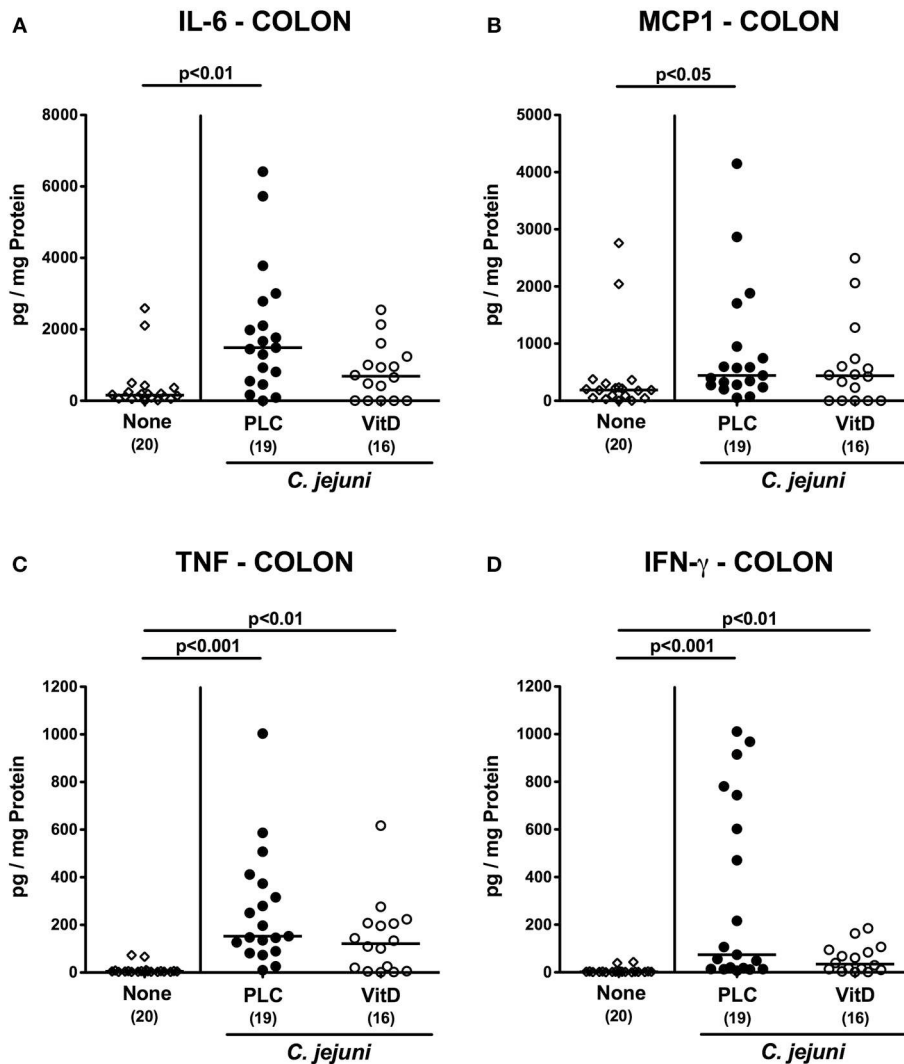 A
IL-6 - COLON
p<0.01
pg / mg Protein
8000
6000
4000
2000
0
None
PLC
VitD
(20)
(19)
(16)
C. jejuni
B
MCP1 - COLON
p<0.05
pg / mg Protein
5000
4000
3000
2000
1000
0
None
PLC
VitD
(20)
(19)
(16)
C. jejuni
C
TNF - COLON
p<0.01
p<0.001
pg / mg Protein
1200
1000
800
600
400
200
0
None
PLC
VitD
(20)
(19)
(16)
C. jejuni
D
IFN-γ - COLON
p<0.01
p<0.001
pg / mg Protein
1200
1000
800
600
400
200
0
None
PLC
VitD
(20)
(19)
(16)
C. jejuni